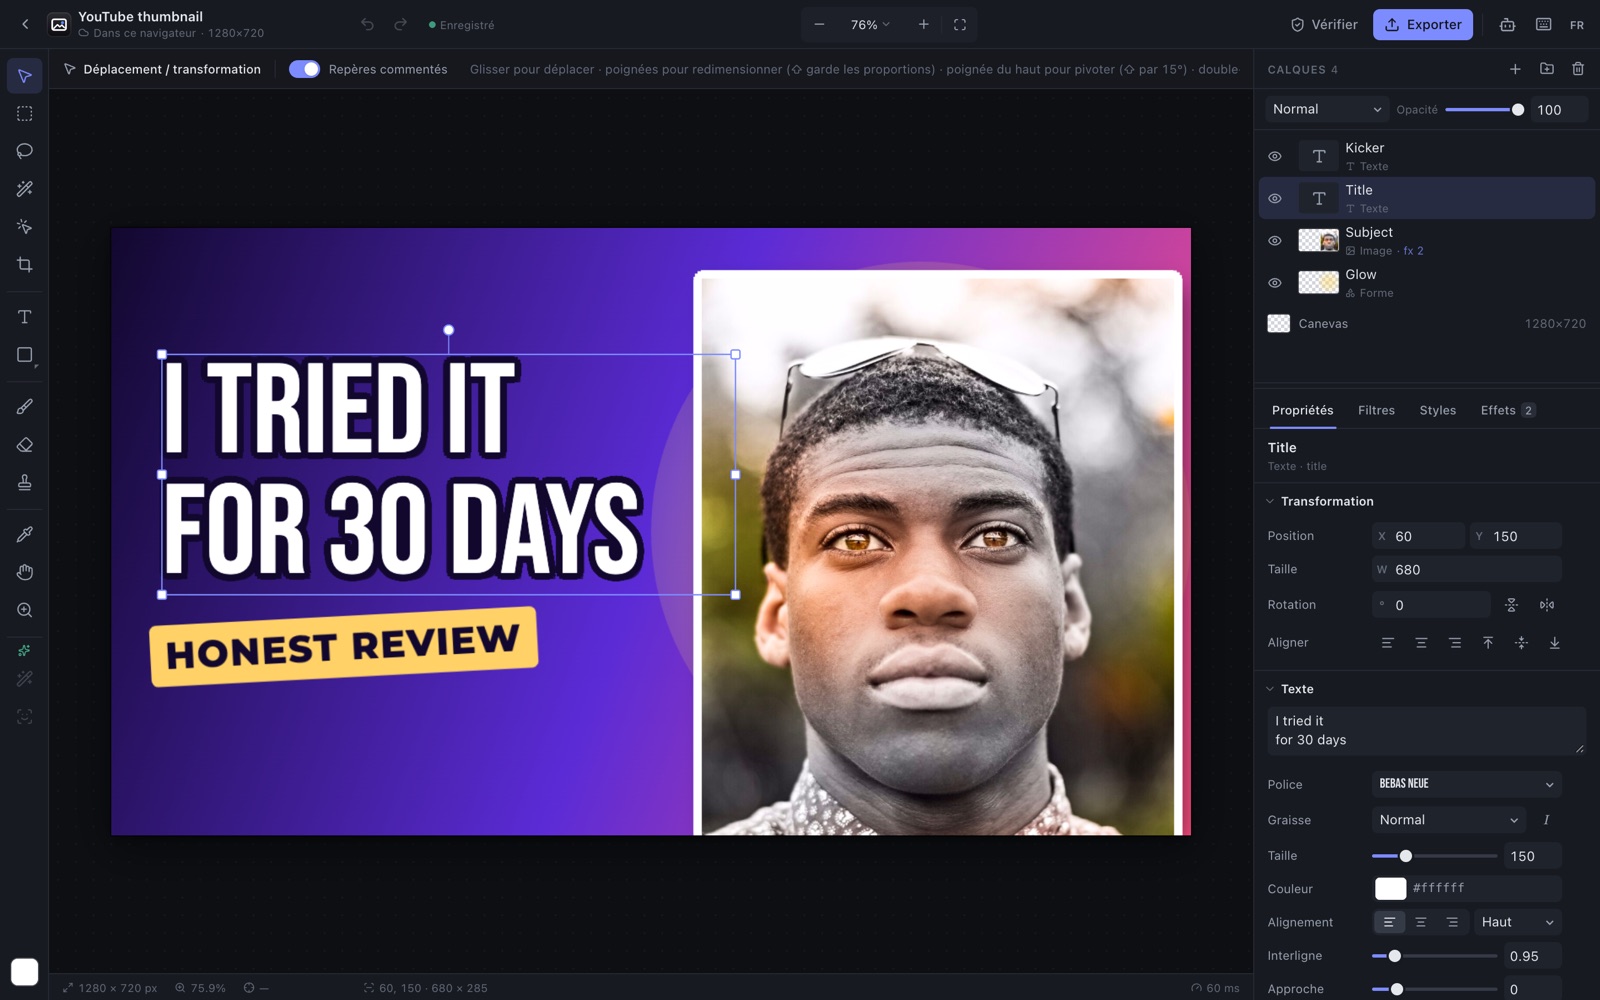 YouTube thumbnail
Dans ce navigateur · 1280×720
Enregistré
76%
Vérifier
Exporter
FR
Déplacement / transformation
Repères commentés
Glisser pour déplacer · poignées pour redimensionner (⇧ garde les proportions) · poignée du haut pour pivoter (⇧ par 15°) · double-
CALQUES 4
Normal
Opacité
100
Kicker
Texte
Title
Texte
Subject
Image · fx 2
Glow
Forme
Canevas
1280×720
I TRIED IT
FOR 30 DAYS
HONEST REVIEW
Propriétés
Filtres
Styles
Effets 2
Title
Texte · title
Transformation
Position
X 60
Y 150
Taille
W 680
Rotation
° 0
Aligner
Texte
I tried it
for 30 days
Police
BEBAS NEUE
Graisse
Normal
I
Taille
150
Couleur
#ffffff
Alignement
Haut
Interligne
0.95
Approche
0
1280 × 720 px
75.9%
—
60, 150 · 680 × 285
60 ms